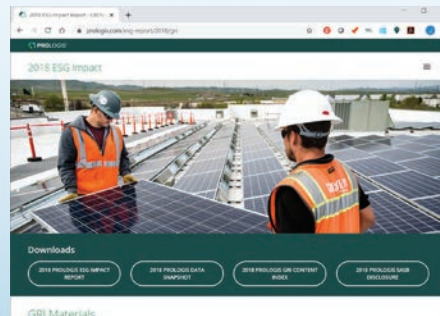 2018 ESG Impact Report
prologis.com/esg-report/2018/gri
PROLOGIS
2018 ESG Impact
Downloads
2018 PROLOGIS ESG IMPACT REPORT
2018 PROLOGIS DATA SNAPSHOT
2018 PROLOGIS GRI CONTENT INDEX
2018 PROLOGIS SASB DISCLOSURE
GRI Materials